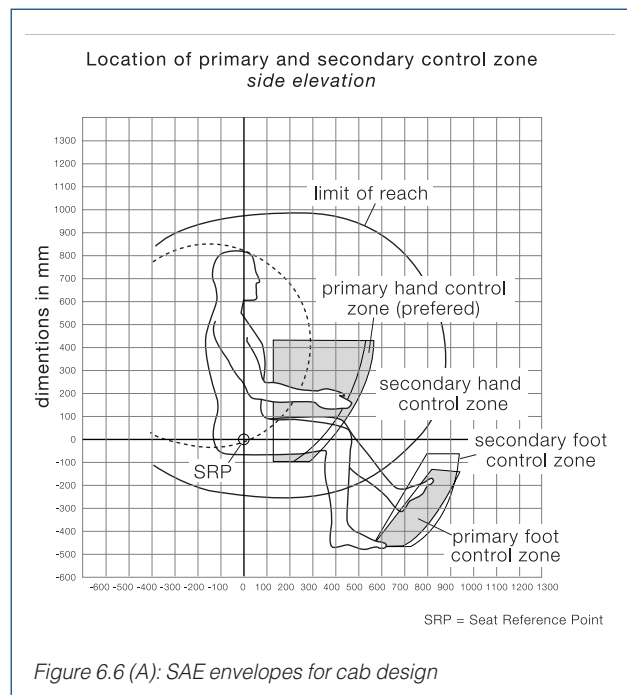 Location of primary and secondary control zone
side elevation
dimentions in mm
1300
1200
1100
1000
900
800
700
600
500
400
300
200
100
0
-100
-200
-300
-400
-500
-600
limit of reach
primary hand control
zone (prefered)
secondary hand
control zone
secondary foot
control zone
SRP
primary foot
control zone
-600 -500 -400 -300 -200 -100 0 100 200 300 400 500 600 700 800 900 1000 1100 1200 1300
SRP = Seat Reference Point
Figure 6.6 (A): SAE envelopes for cab design